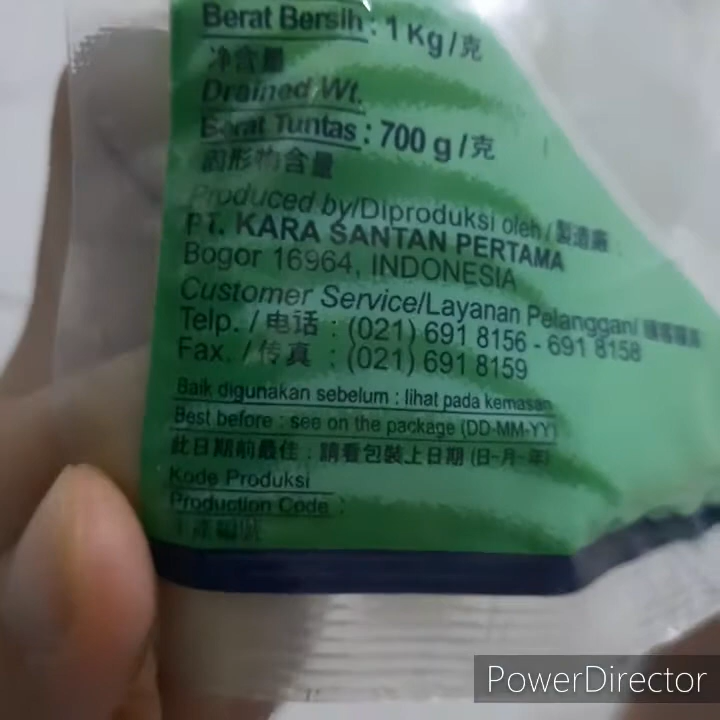 Berat Bersih : 1 Kg/克
净含量
Drained Wt.
Berat Tuntas : 700 g/克
固形物含量
Produced by/Diproduksi oleh/製造廠
PT. KARA SANTAN PERTAMA
Bogor 16964, INDONESIA
Customer Service/Layanan Pelanggan/
Telp. / 电话 : (021) 691 8156 - 691 8158
Fax. / 传真 : (021) 691 8159
Baik digunakan sebelum : lihat pada kemasan
Best before : see on the package (DD-MM-YY)
此日期前最佳 : 請看包裝上日期 (日-月-年)
Kode Produksi
Production Code :
PowerDirector